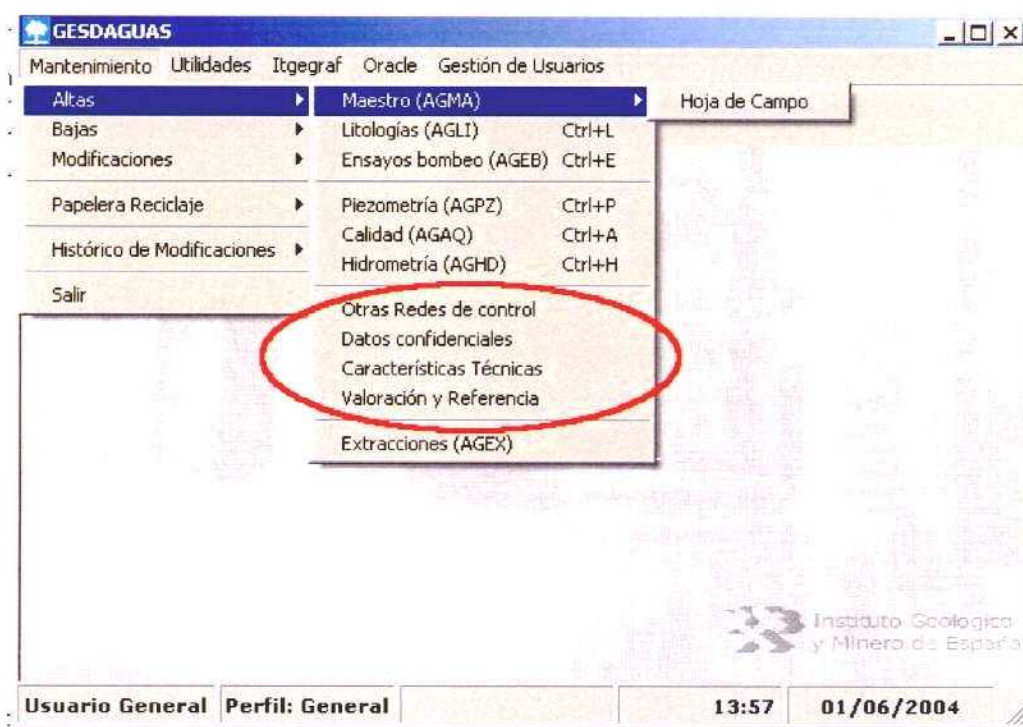 GESDAGUAS
Mantenimiento Utilidades Itgegraf Oracle Gestión de Usuarios
Altas
Bajas
Modificaciones
Papelera Reciclaje
Histórico de Modificaciones
Salir
Maestro (AGMA)
Litologías (AGLI) Ctrl+L
Ensayos bombeo (AGEB) Ctrl+E
Piezometría (AGPZ) Ctrl+P
Calidad (AGAQ) Ctrl+A
Hidrometría (AGHD) Ctrl+H
Otras Redes de control
Datos confidenciales
Características Técnicas
Valoración y Referencia
Extracciones (AGEX)
Hoja de Campo
Instituto Geologico
y Minero de España
Usuario General Perfil: General 13:57 01/06/2004